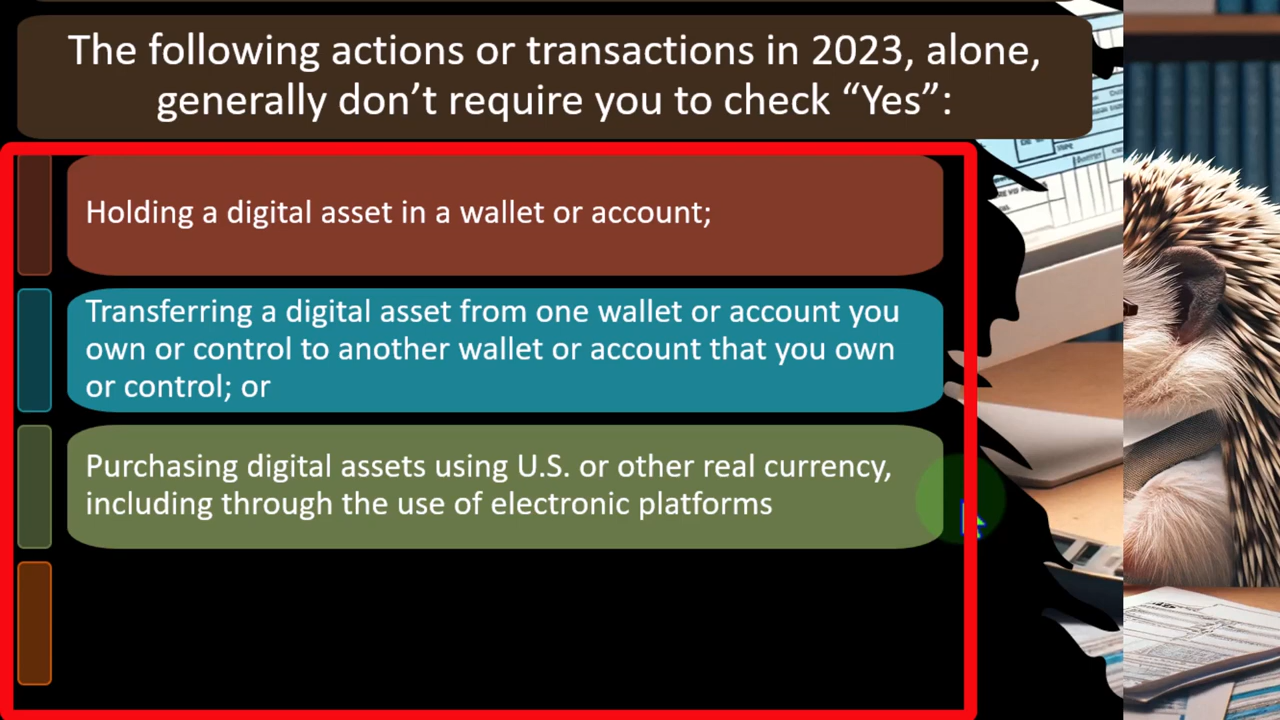 The following actions or transactions in 2023, alone,
generally don’t require you to check “Yes”:
Holding a digital asset in a wallet or account;
Transferring a digital asset from one wallet or account you
own or control to another wallet or account that you own
or control; or
Purchasing digital assets using U.S. or other real currency,
including through the use of electronic platforms